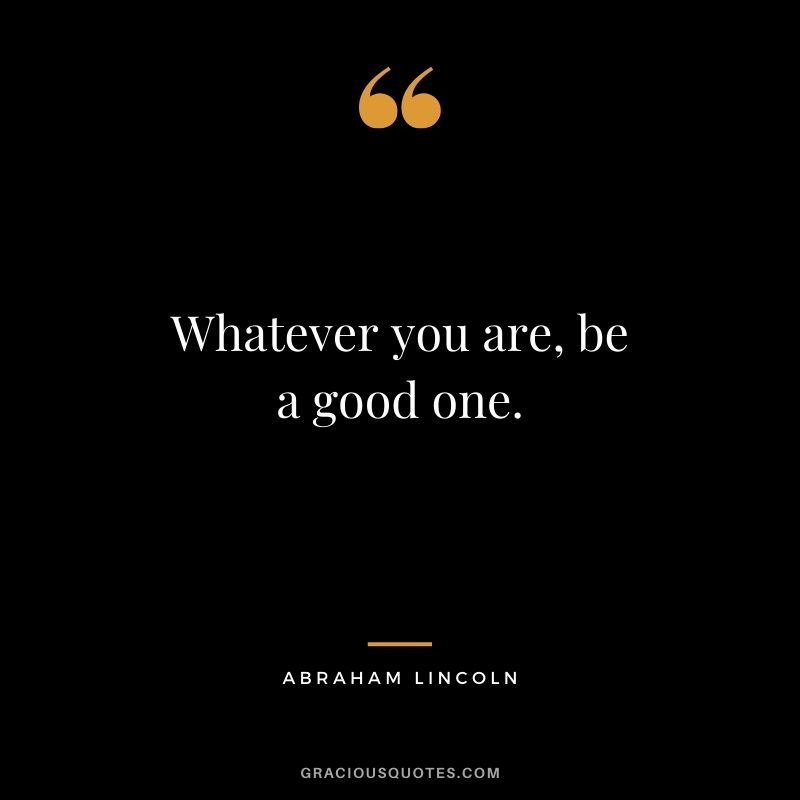 “
Whatever you are, be
a good one.
ABRAHAM LINCOLN
GRACIOUSQUOTES.COM